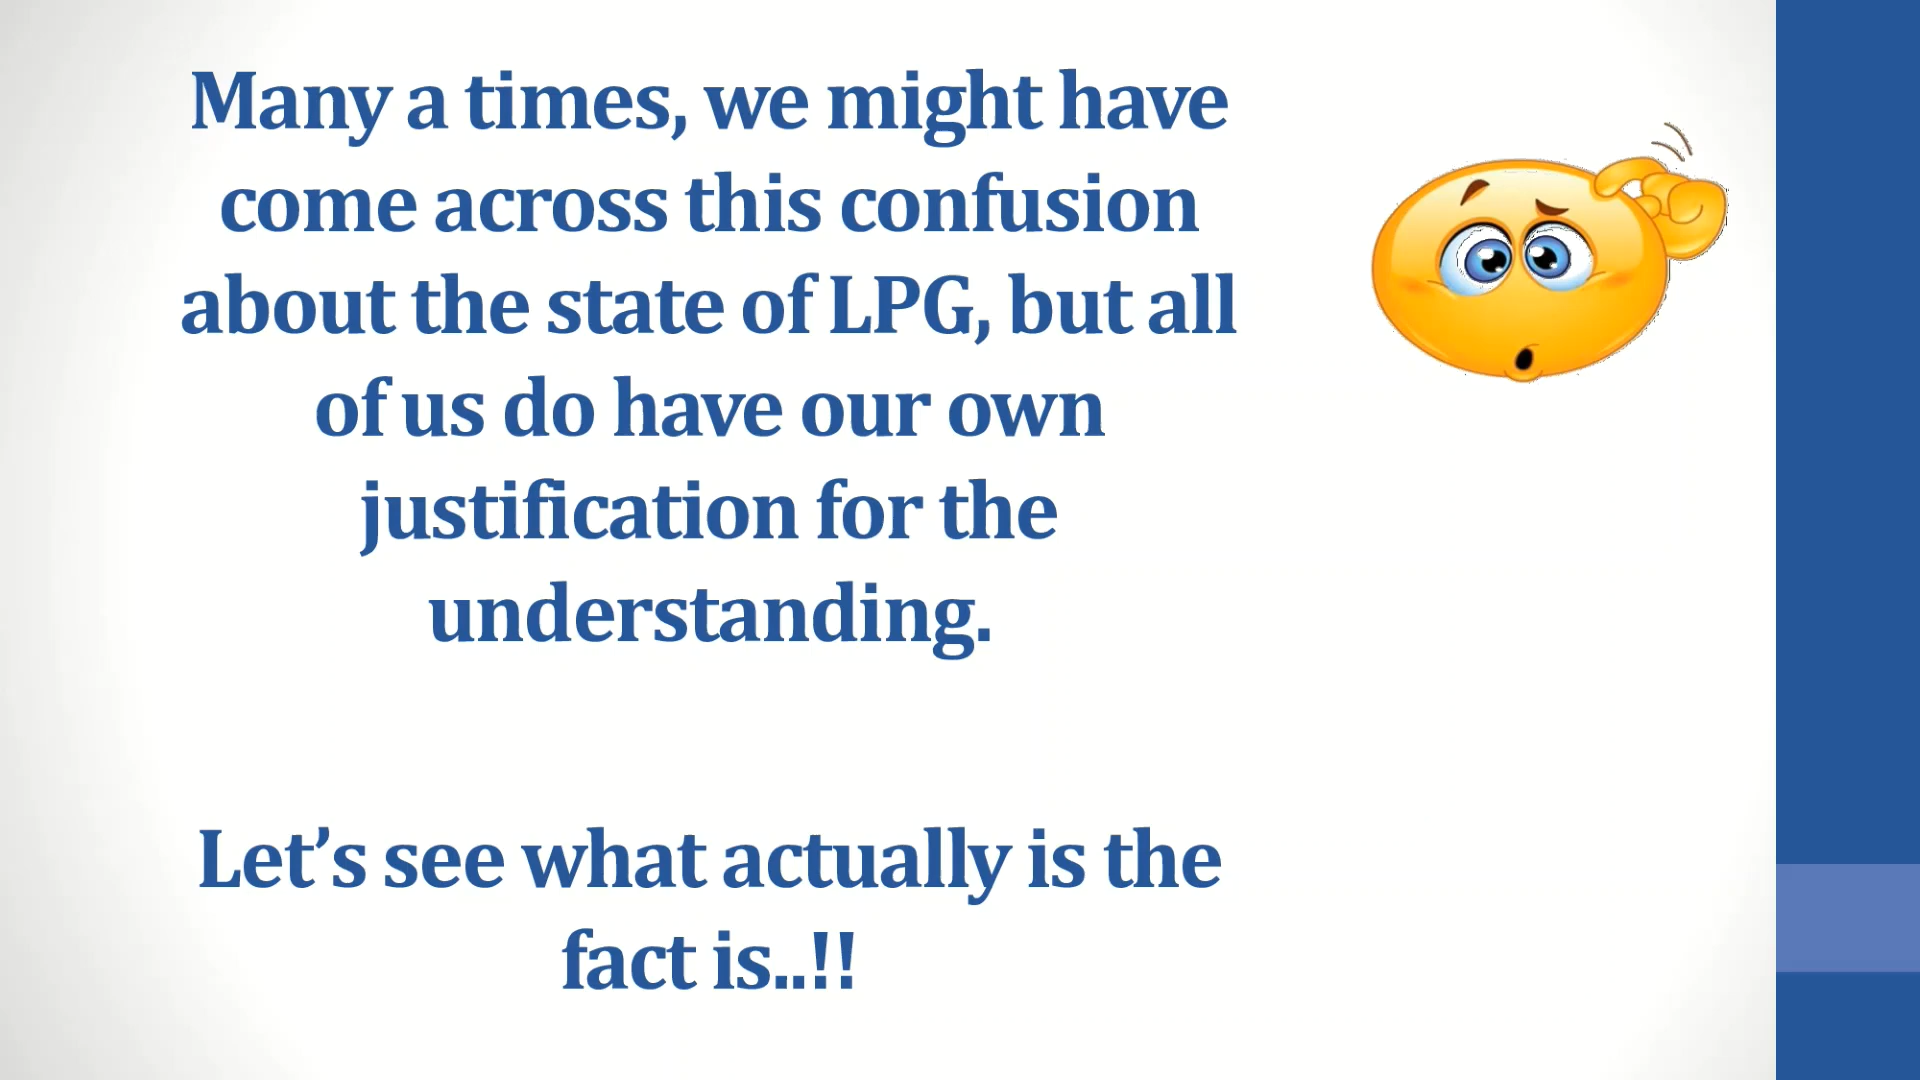 Many a times, we might have
come across this confusion
about the state of LPG, but all
of us do have our own
justification for the
understanding.
Let’s see what actually is the
fact is..!!